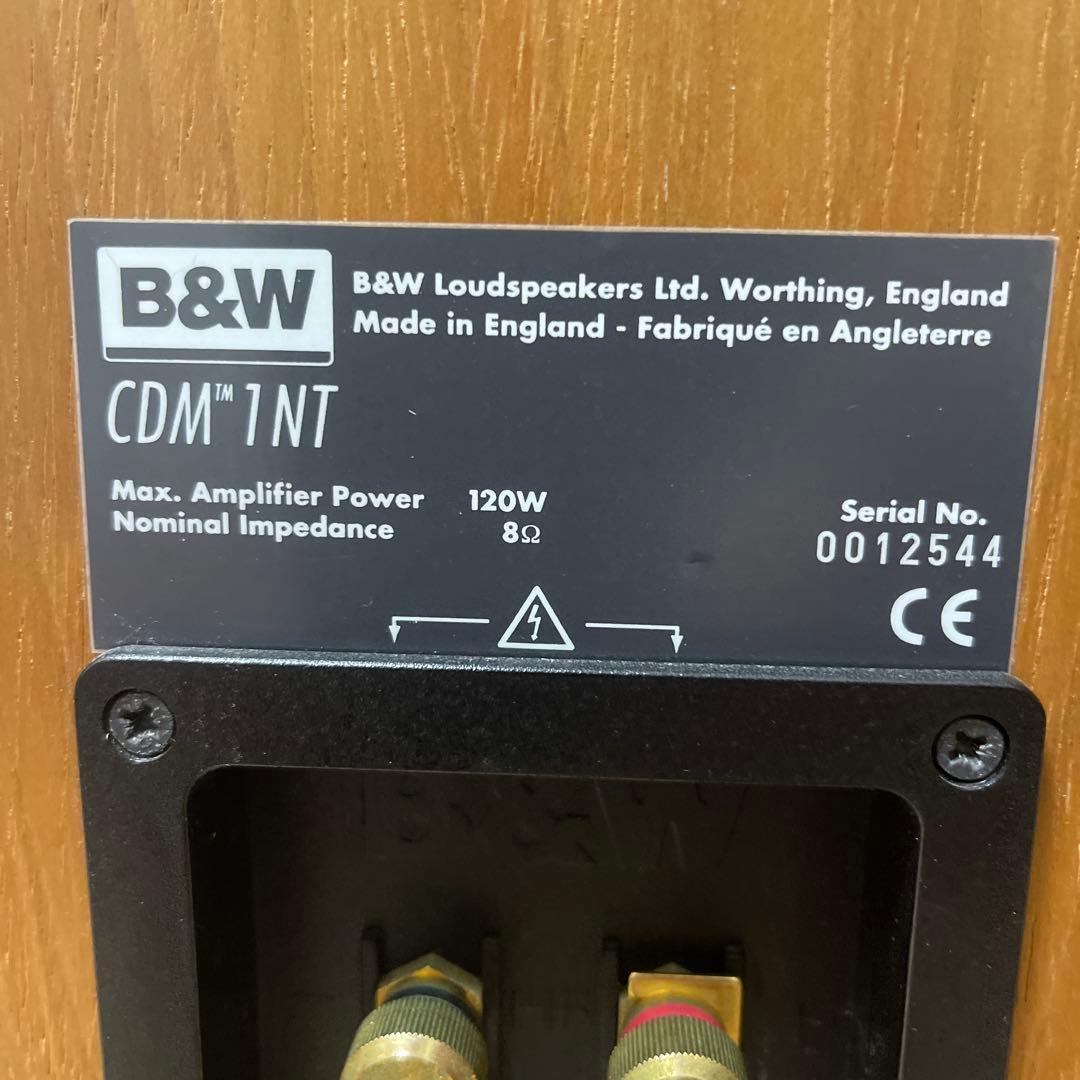 B&W
B&W Loudspeakers Ltd. Worthing, England
Made in England - Fabriqué en Angleterre
CDM™ 1NT
Max. Amplifier Power 120W
Nominal Impedance 8Ω
Serial No.
0012544
CE